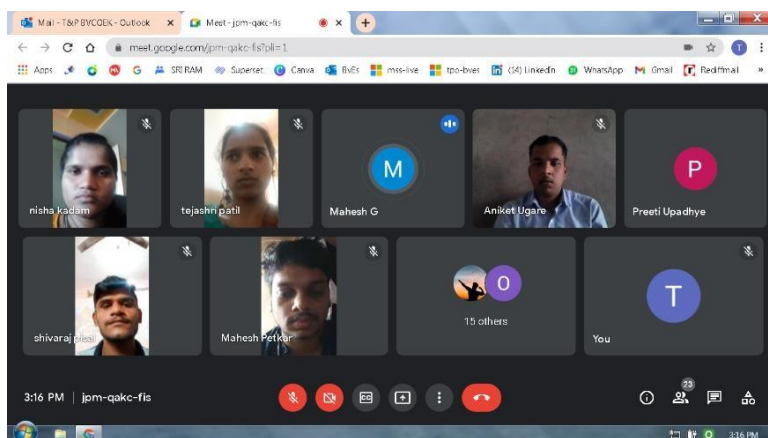 Mail - T&P BVCOEK - Outlook
Meet - jpm-qakc-fis
meet.google.com/jpm-qakc-fis?pli=1
T
Apps
G
SRI RAM
Superset
Canva
BVEs
mss-live
tpo-bves
(14) LinkedIn
WhatsApp
Gmail
Rediffmail
»
nisha kadam
tejashri patil
M
Mahesh G
Aniket Ugare
P
Preeti Upadhye
shivaraj pisal
Mahesh Petkar
O
15 others
T
You
3:16 PM | jpm-qakc-fis
CC
23
3:16 PM